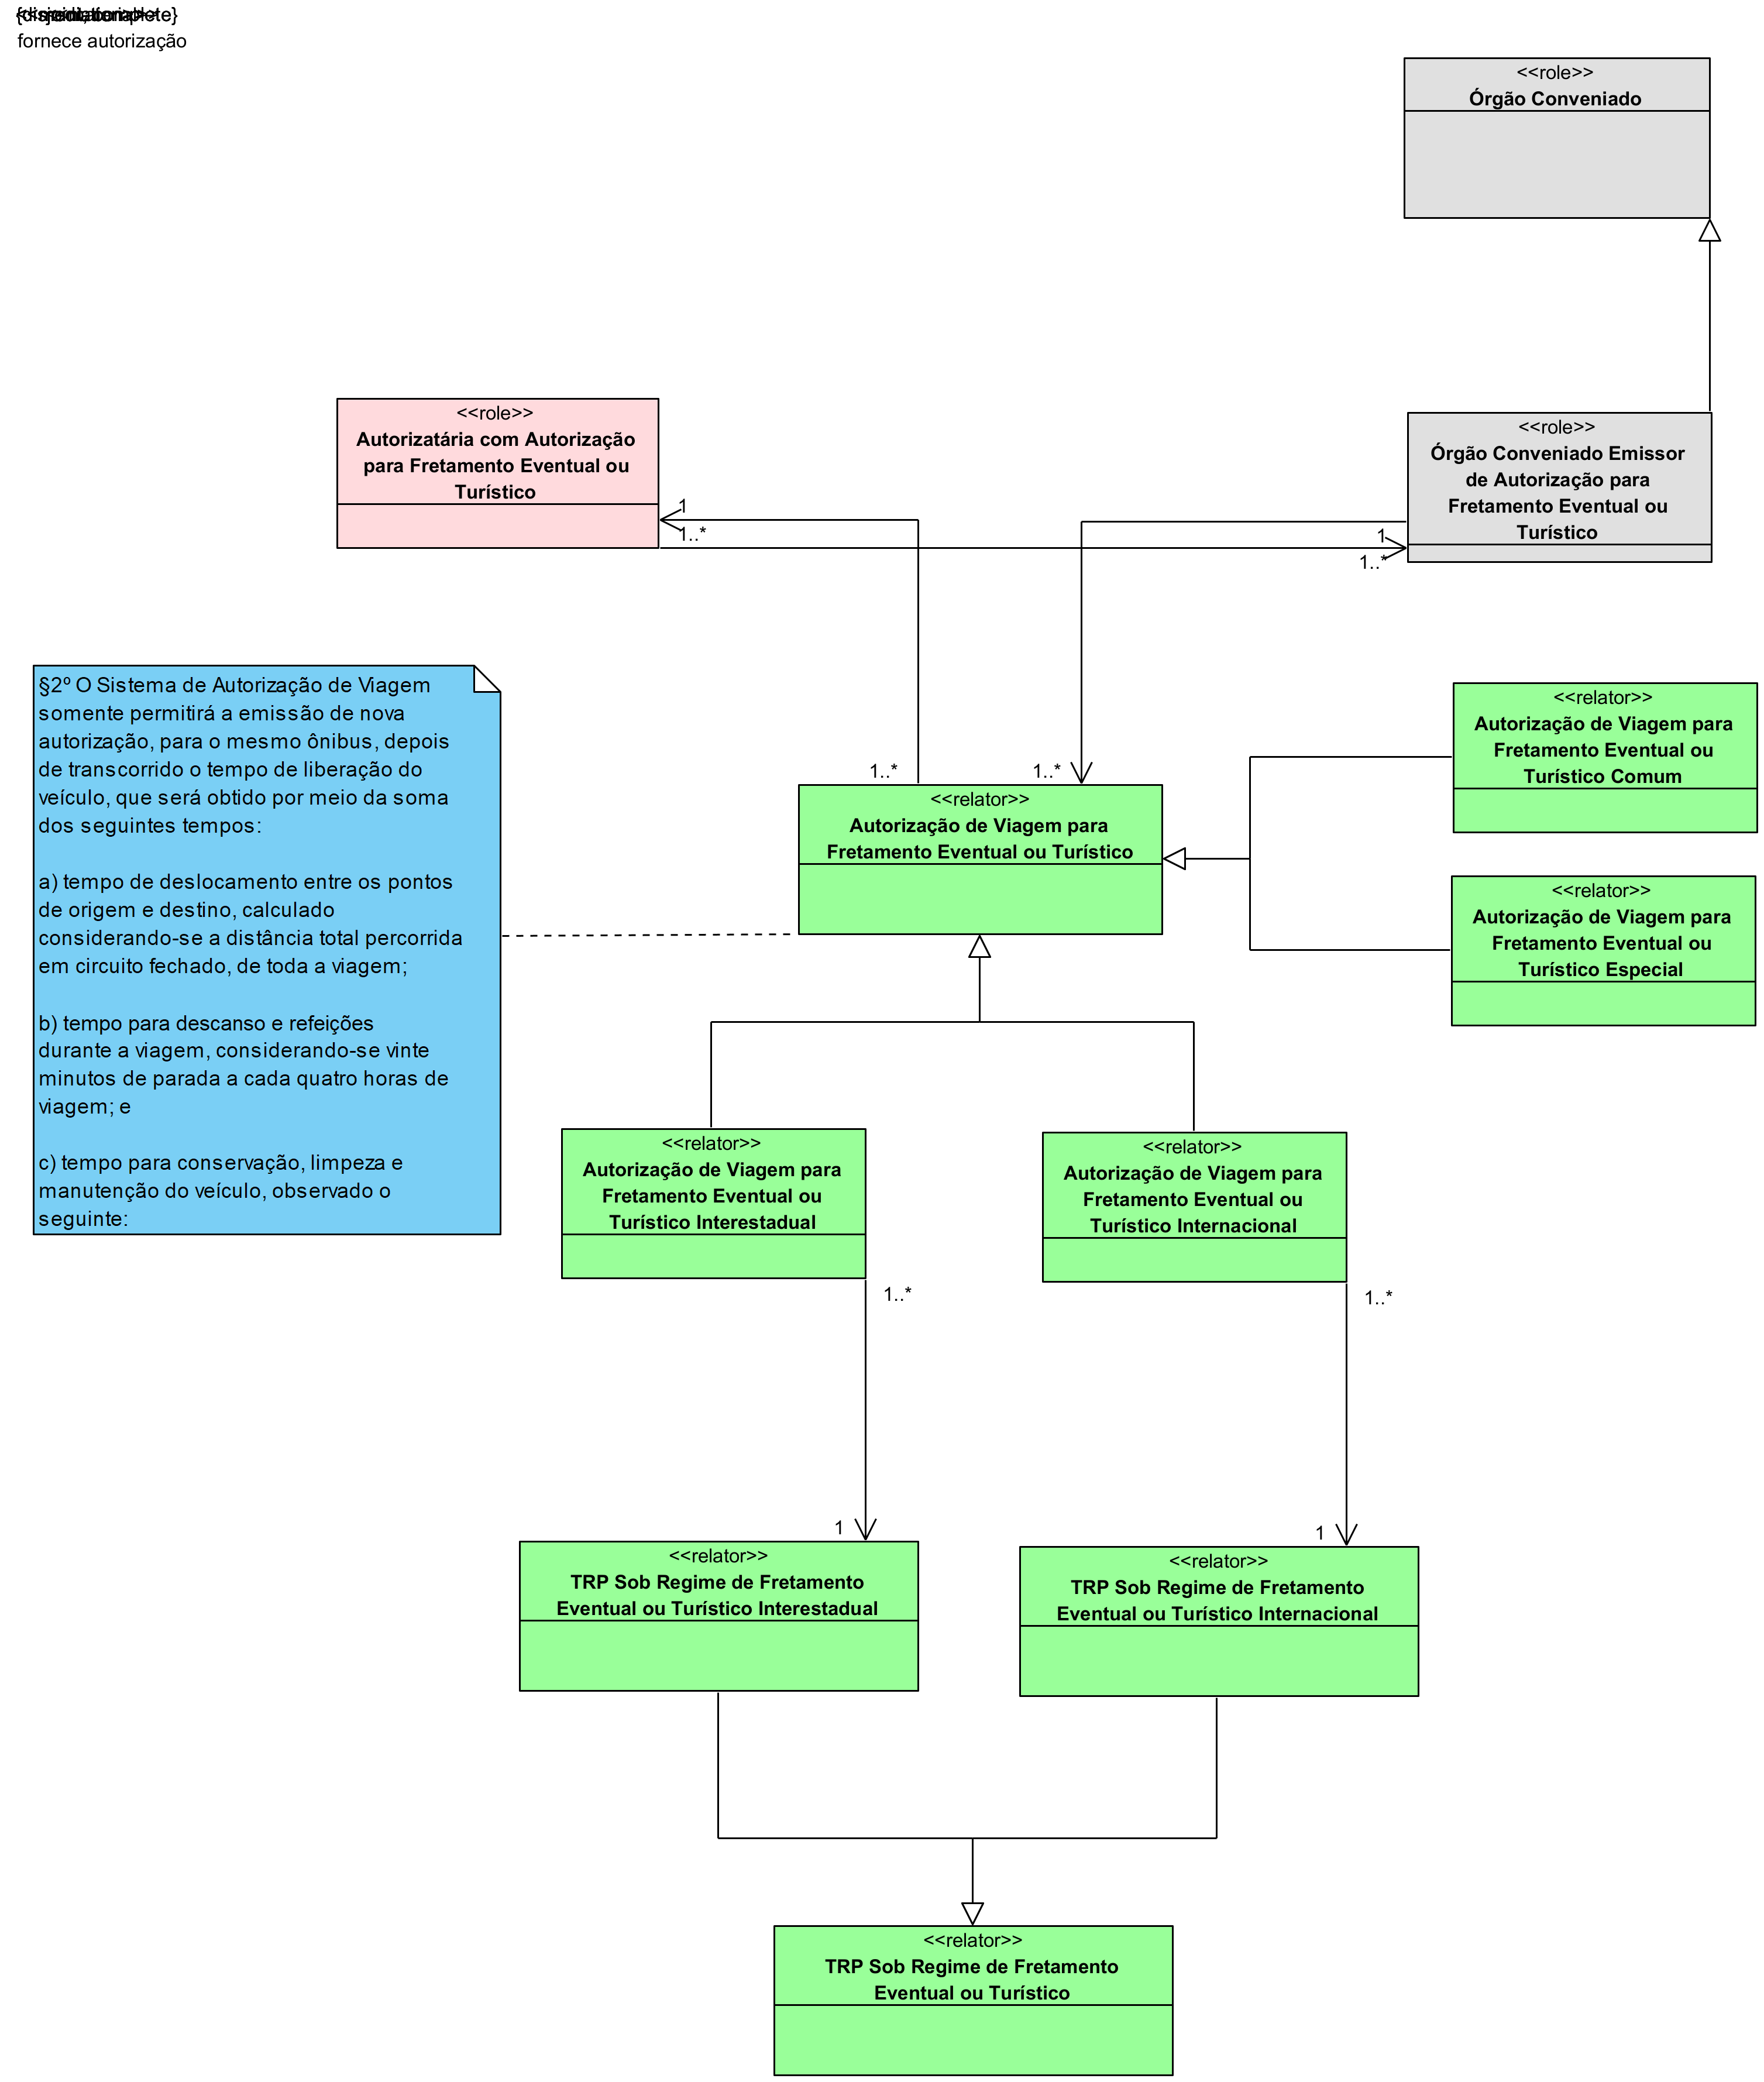 fornece autorização
<<role>>
Órgão Conveniado
<<role>>
Autorizatária com Autorização
para Fretamento Eventual ou
Turístico
<<role>>
Órgão Conveniado Emissor
de Autorização para
Fretamento Eventual ou
Turístico
1
1..*
1
1..*
§2º O Sistema de Autorização de Viagem
somente permitirá a emissão de nova
autorização, para o mesmo ônibus, depois
de transcorrido o tempo de liberação do
veículo, que será obtido por meio da soma
dos seguintes tempos:
a) tempo de deslocamento entre os pontos
de origem e destino, calculado
considerando-se a distância total percorrida
em circuito fechado, de toda a viagem;
b) tempo para descanso e refeições
durante a viagem, considerando-se vinte
minutos de parada a cada quatro horas de
viagem; e
c) tempo para conservação, limpeza e
manutenção do veículo, observado o
seguinte:
1..*
1..*
<<relator>>
Autorização de Viagem para
Fretamento Eventual ou Turístico
<<relator>>
Autorização de Viagem para
Fretamento Eventual ou
Turístico Comum
<<relator>>
Autorização de Viagem para
Fretamento Eventual ou
Turístico Especial
<<relator>>
Autorização de Viagem para
Fretamento Eventual ou
Turístico Interestadual
<<relator>>
Autorização de Viagem para
Fretamento Eventual ou
Turístico Internacional
1..*
1..*
1
1
<<relator>>
TRP Sob Regime de Fretamento
Eventual ou Turístico Interestadual
<<relator>>
TRP Sob Regime de Fretamento
Eventual ou Turístico Internacional
<<relator>>
TRP Sob Regime de Fretamento
Eventual ou Turístico